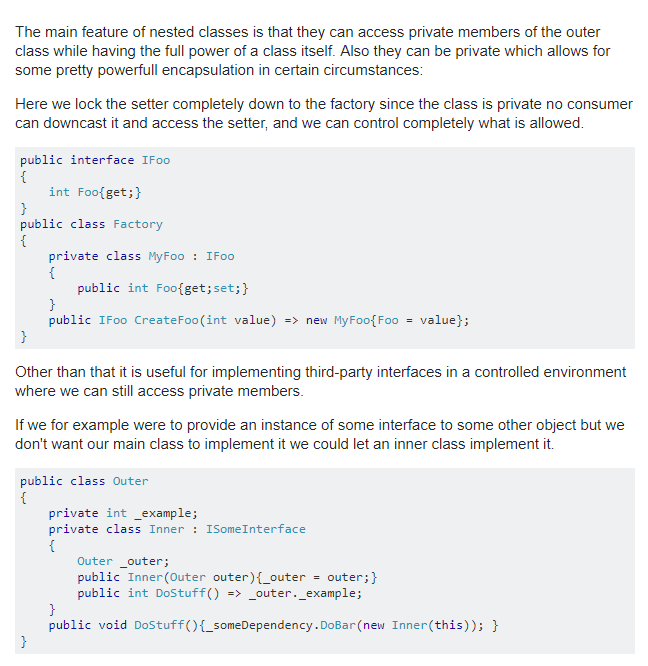 The main feature of nested classes is that they can access private members of the outer
class while having the full power of a class itself. Also they can be private which allows for
some pretty powerfull encapsulation in certain circumstances:
Here we lock the setter completely down to the factory since the class is private no consumer
can downcast it and access the setter, and we can control completely what is allowed.
public interface IFoo
{
    int Foo{get;}
}
public class Factory
{
    private class MyFoo : IFoo
    {
        public int Foo{get;set;}
    }
    public IFoo CreateFoo(int value) => new MyFoo{Foo = value};
}
Other than that it is useful for implementing third-party interfaces in a controlled environment
where we can still access private members.
If we for example were to provide an instance of some interface to some other object but we
don't want our main class to implement it we could let an inner class implement it.
public class Outer
{
    private int _example;
    private class Inner : ISomeInterface
    {
        Outer _outer;
        public Inner(Outer outer){_outer = outer;}
        public int DoStuff() => _outer._example;
    }
    public void DoStuff(){_someDependency.DoBar(new Inner(this)); }
}